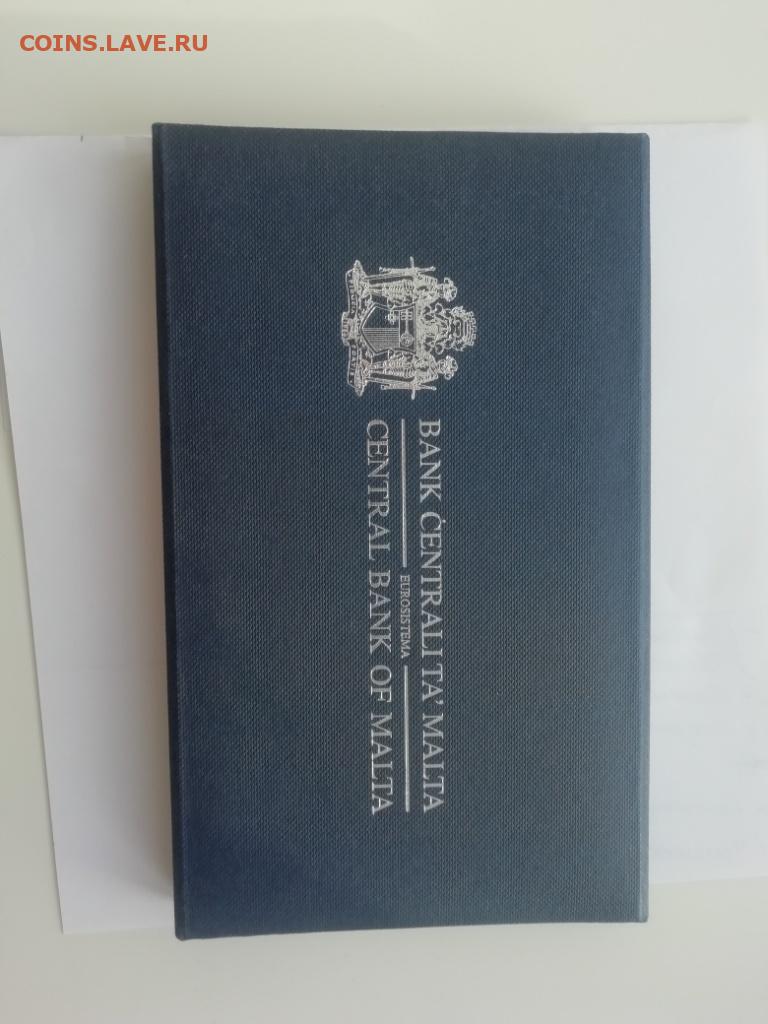 COINS.LAVE.RU
BANK ĊENTRALI TA' MALTA
EUROSISTEMA
CENTRAL BANK OF MALTA